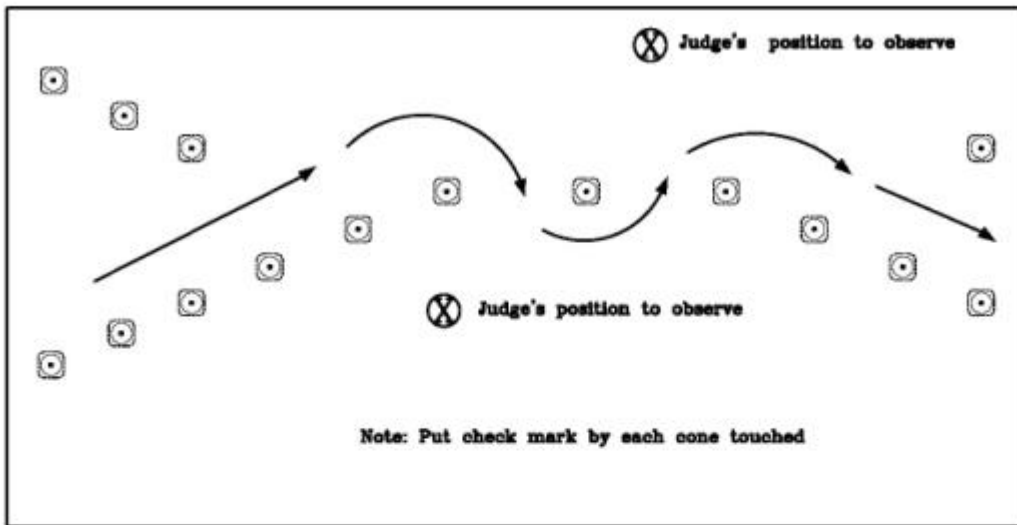 Judge's position to observe
Judge's position to observe
Note: Put check mark by each cone touched